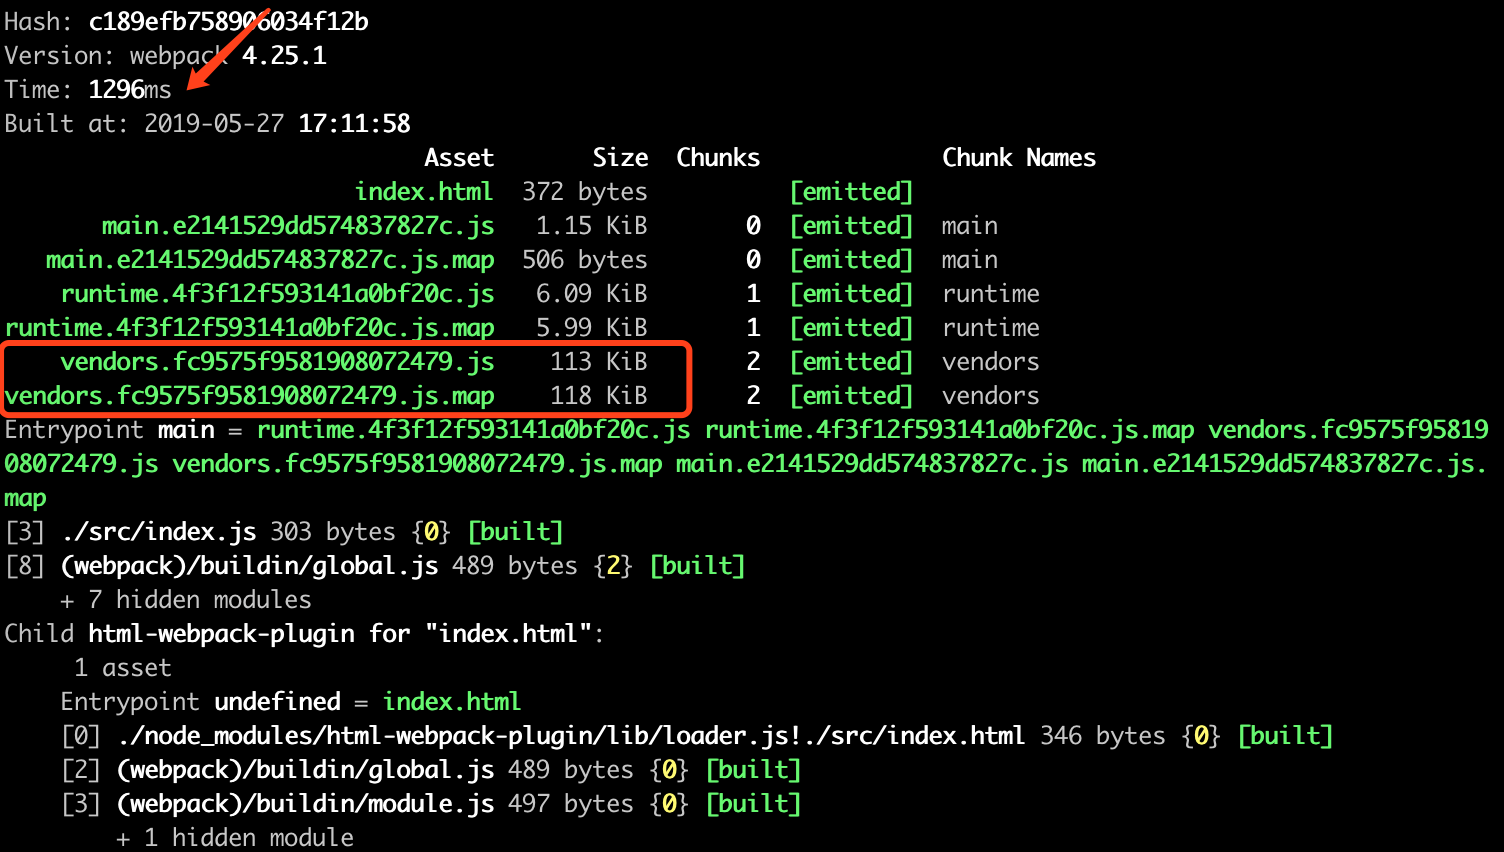 Hash: c189efb758906034f12b
Version: webpack 4.25.1
Time: 1296ms
Built at: 2019-05-27 17:11:58
Asset Size Chunks Chunk Names
index.html 372 bytes [emitted]
main.e2141529dd574837827c.js 1.15 KiB 0 [emitted] main
main.e2141529dd574837827c.js.map 506 bytes 0 [emitted] main
runtime.4f3f12f593141a0bf20c.js 6.09 KiB 1 [emitted] runtime
runtime.4f3f12f593141a0bf20c.js.map 5.99 KiB 1 [emitted] runtime
vendors.fc9575f9581908072479.js 113 KiB 2 [emitted] vendors
vendors.fc9575f9581908072479.js.map 118 KiB 2 [emitted] vendors
Entrypoint main = runtime.4f3f12f593141a0bf20c.js runtime.4f3f12f593141a0bf20c.js.map vendors.fc9575f95819
08072479.js vendors.fc9575f9581908072479.js.map main.e2141529dd574837827c.js main.e2141529dd574837827c.js.
map
[3] ./src/index.js 303 bytes {0} [built]
[8] (webpack)/buildin/global.js 489 bytes {2} [built]
+ 7 hidden modules
Child html-webpack-plugin for "index.html":
1 asset
Entrypoint undefined = index.html
[0] ./node_modules/html-webpack-plugin/lib/loader.js!./src/index.html 346 bytes {0} [built]
[2] (webpack)/buildin/global.js 489 bytes {0} [built]
[3] (webpack)/buildin/module.js 497 bytes {0} [built]
+ 1 hidden module